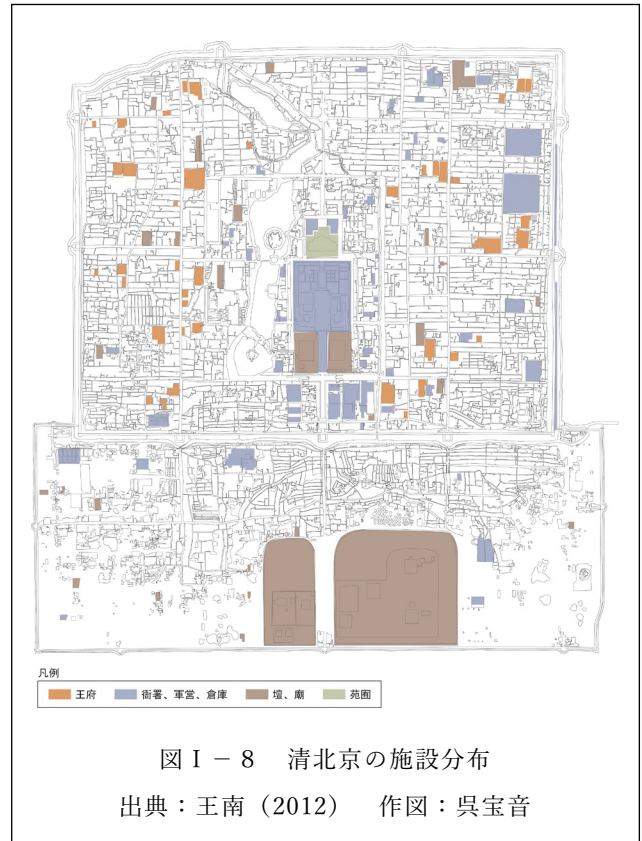 凡例
王府 衙署、軍営、倉庫 壇、廟 苑囿
図Ⅰ－8 清北京の施設分布
出典：王南（2012） 作図：呉宝音